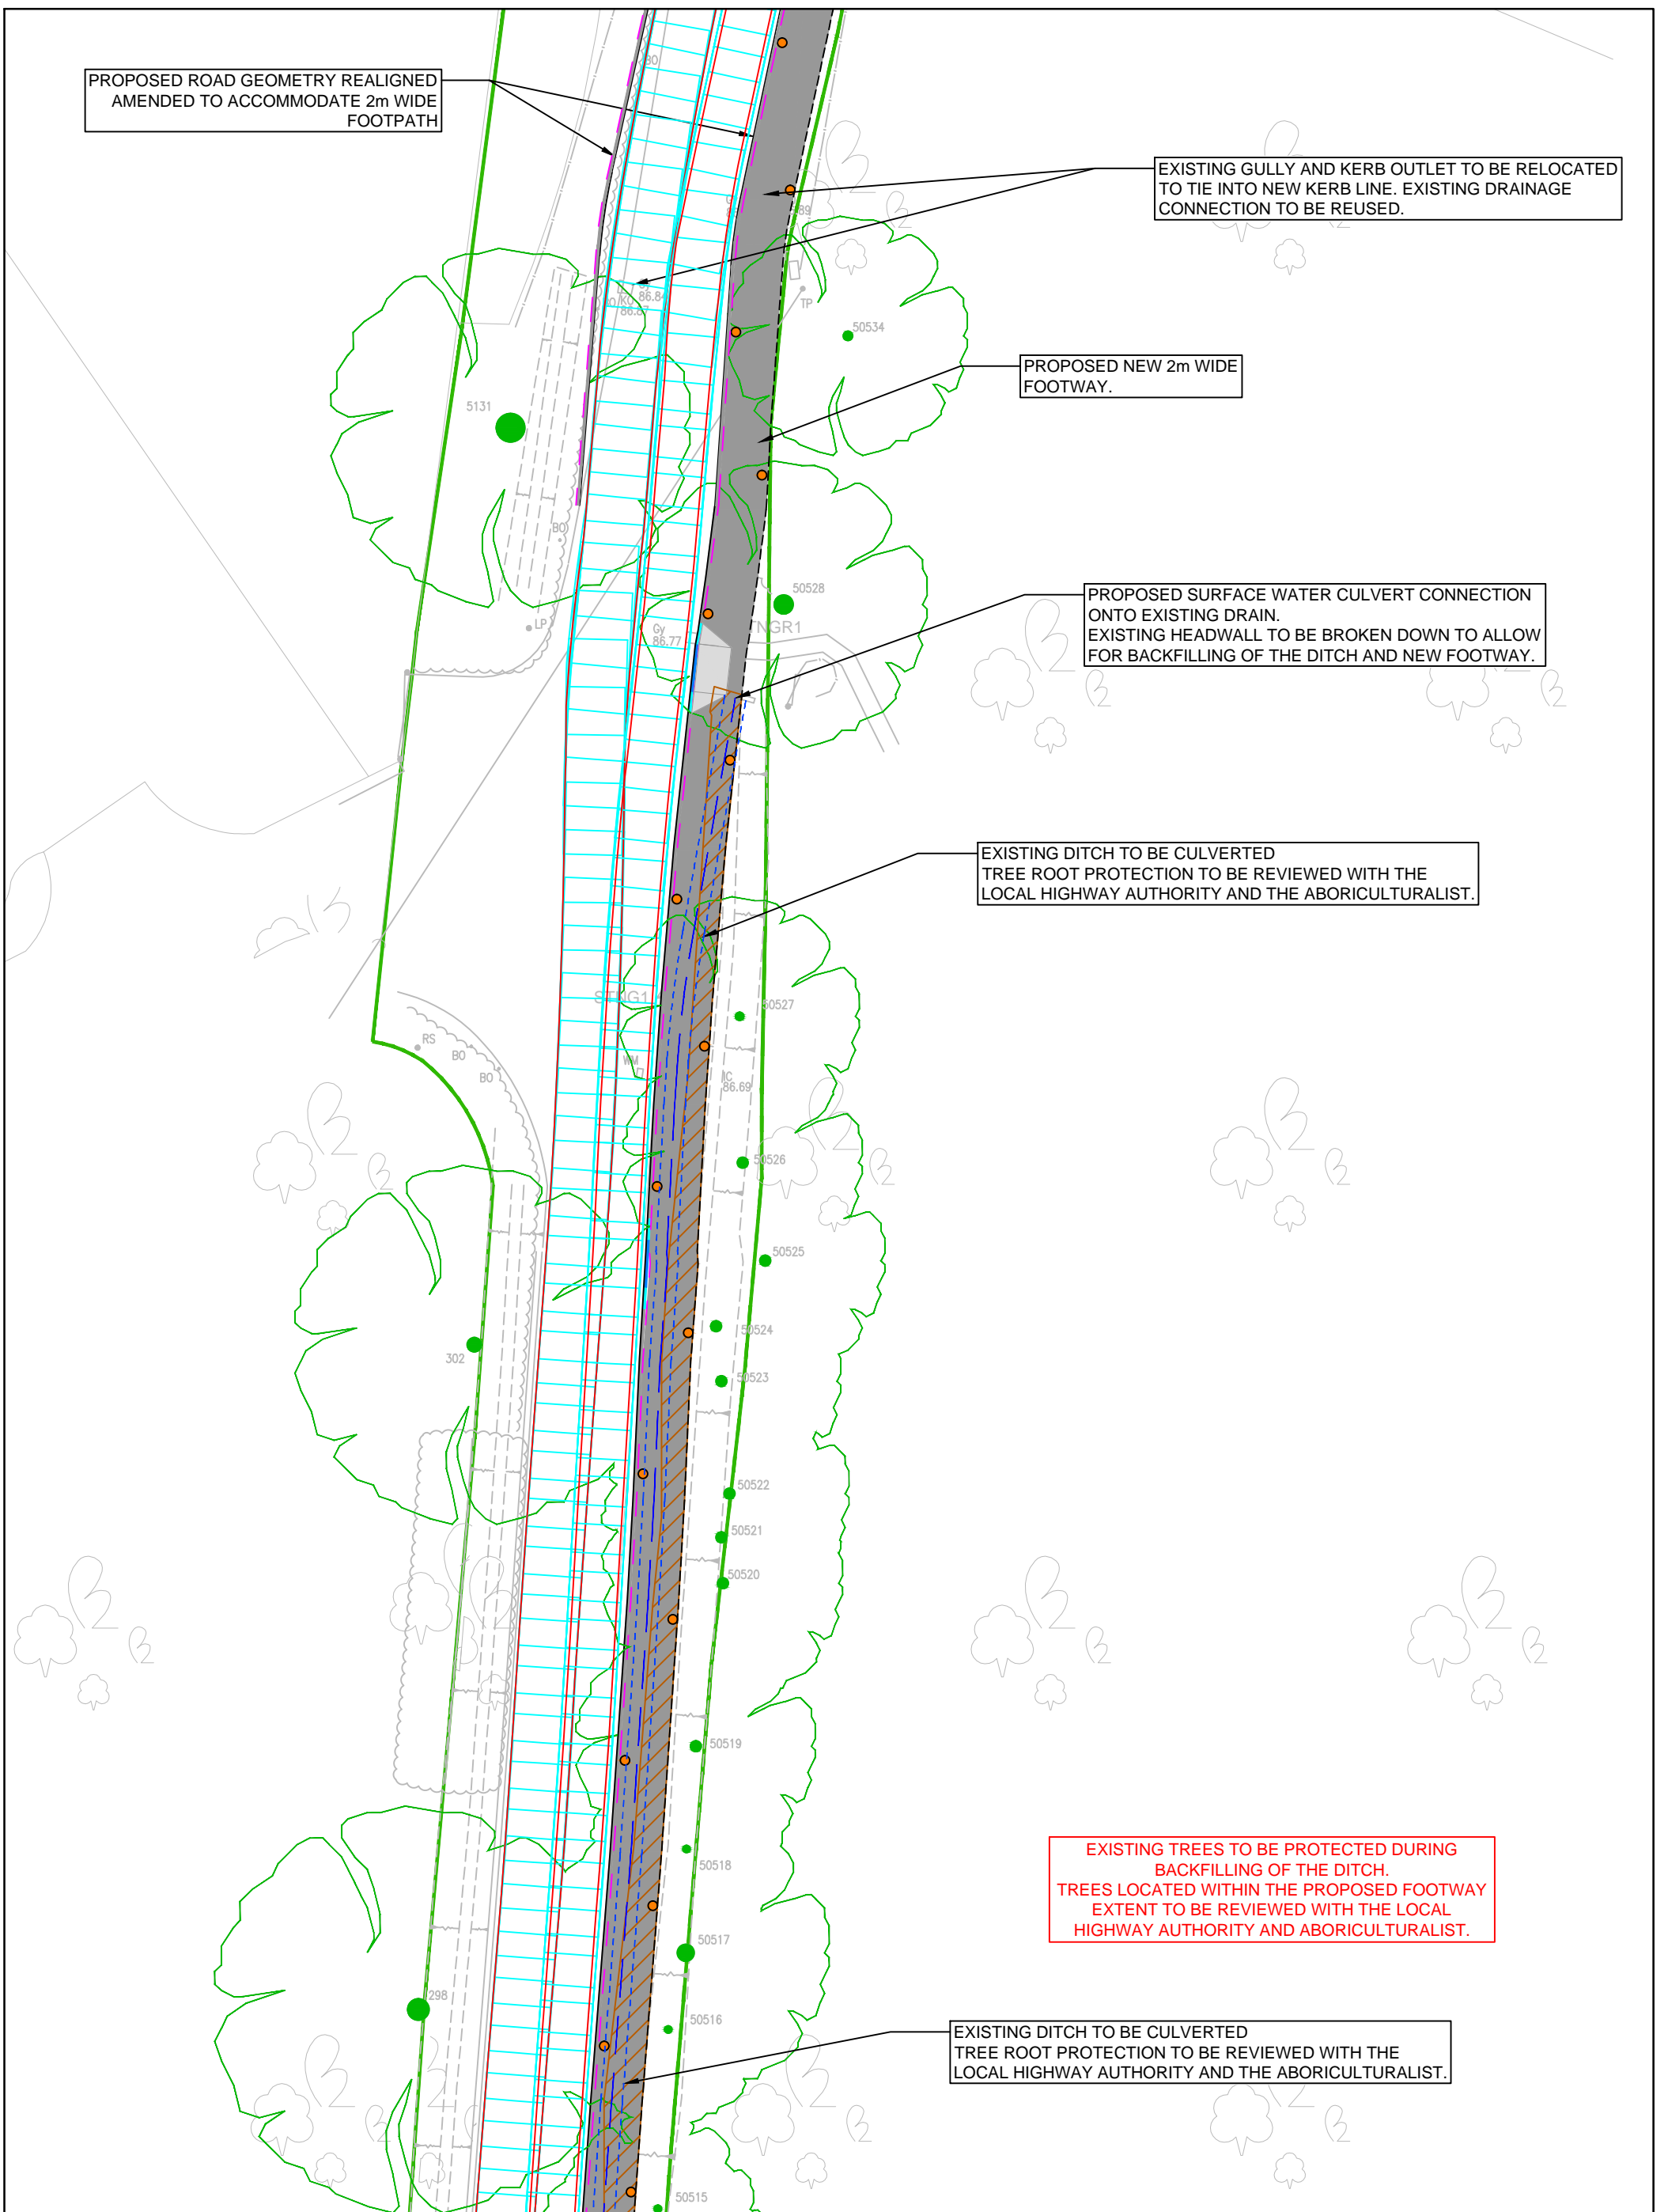 BO
PROPOSED ROAD GEOMETRY REALIGNED
AMENDED TO ACCOMMODATE 2m WIDE
FOOTPATH
EXISTING GULLY AND KERB OUTLET TO BE RELOCATED
TO TIE INTO NEW KERB LINE. EXISTING DRAINAGE
CONNECTION TO BE REUSED.
86.84
86.87
TP
50534
PROPOSED NEW 2m WIDE
FOOTWAY.
5131
BO
50528
PROPOSED SURFACE WATER CULVERT CONNECTION
ONTO EXISTING DRAIN.
EXISTING HEADWALL TO BE BROKEN DOWN TO ALLOW
FOR BACKFILLING OF THE DITCH AND NEW FOOTWAY.
LP
Gy
86.77
EXISTING DITCH TO BE CULVERTED
TREE ROOT PROTECTION TO BE REVIEWED WITH THE
LOCAL HIGHWAY AUTHORITY AND THE ABORICULTURALIST.
STNG1
50527
RS
BO
BO
WM
IC
86.69
50526
50525
50524
302
50523
50522
50521
50520
50519
50518
EXISTING TREES TO BE PROTECTED DURING
BACKFILLING OF THE DITCH.
TREES LOCATED WITHIN THE PROPOSED FOOTWAY
EXTENT TO BE REVIEWED WITH THE LOCAL
HIGHWAY AUTHORITY AND ABORICULTURALIST.
50517
298
50516
EXISTING DITCH TO BE CULVERTED
TREE ROOT PROTECTION TO BE REVIEWED WITH THE
LOCAL HIGHWAY AUTHORITY AND THE ABORICULTURALIST.
50515